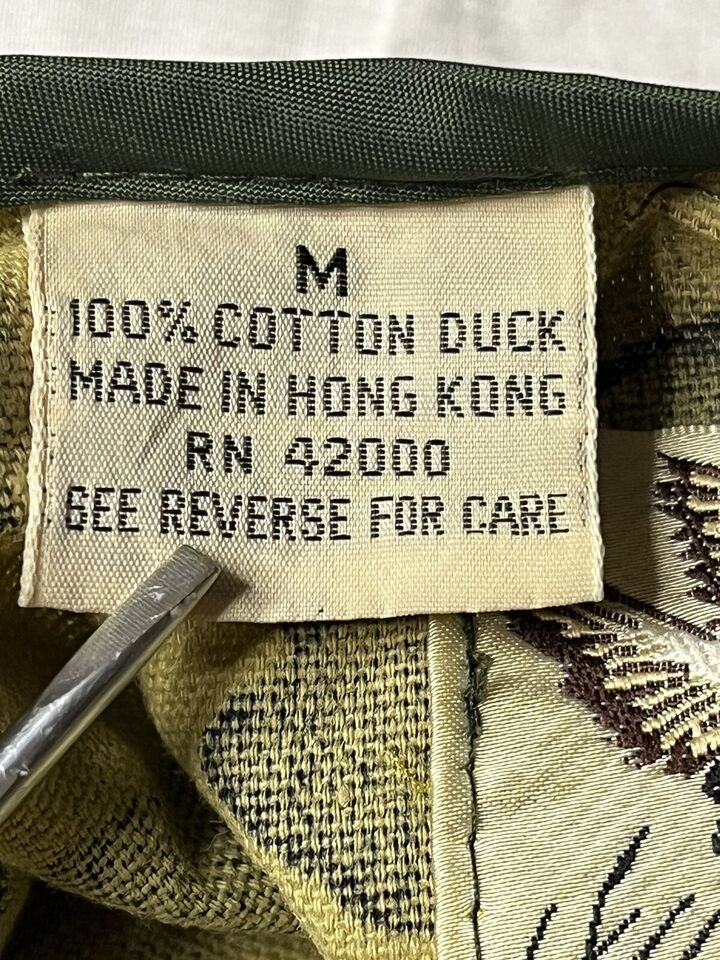 M
100% COTTON DUCK
MADE IN HONG KONG
RN 42000
SEE REVERSE FOR CARE